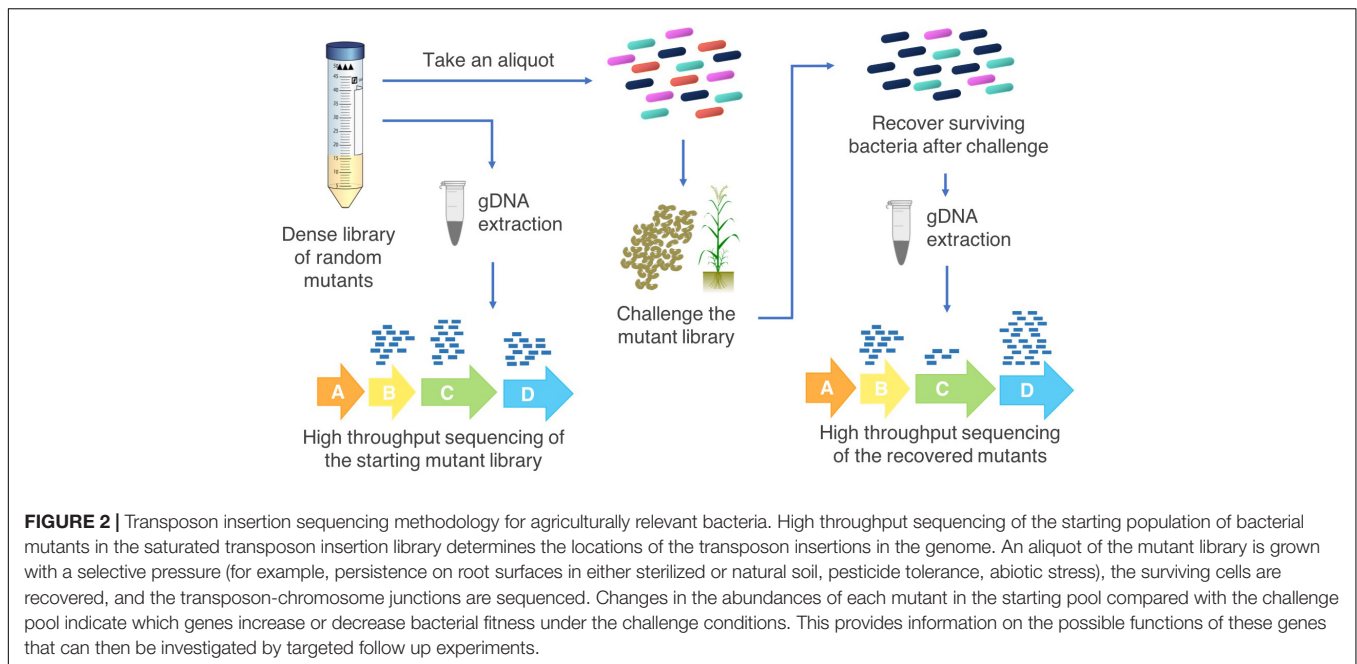 Take an aliquot
Dense library
of random
mutants
gDNA
extraction
Challenge the
mutant library
Recover surviving
bacteria after challenge
gDNA
extraction
A B C D
High throughput sequencing of
the starting mutant library
A B C D
High throughput sequencing
of the recovered mutants
FIGURE 2 | Transposon insertion sequencing methodology for agriculturally relevant bacteria. High throughput sequencing of the starting population of bacterial
mutants in the saturated transposon insertion library determines the locations of the transposon insertions in the genome. An aliquot of the mutant library is grown
with a selective pressure (for example, persistence on root surfaces in either sterilized or natural soil, pesticide tolerance, abiotic stress), the surviving cells are
recovered, and the transposon-chromosome junctions are sequenced. Changes in the abundances of each mutant in the starting pool compared with the challenge
pool indicate which genes increase or decrease bacterial fitness under the challenge conditions. This provides information on the possible functions of these genes
that can then be investigated by targeted follow up experiments.